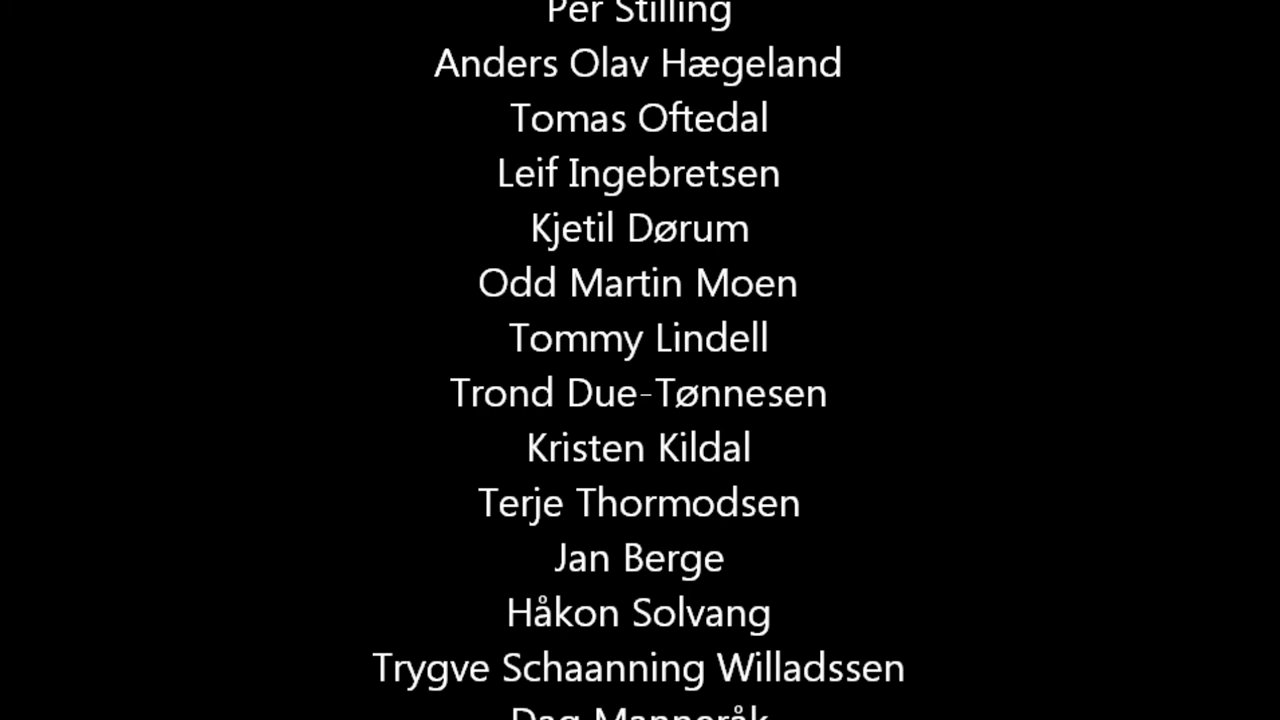 Per Stilling
Anders Olav Hægeland
Tomas Oftedal
Leif Ingebretsen
Kjetil Dørum
Odd Martin Moen
Tommy Lindell
Trond Due-Tønnesen
Kristen Kildal
Terje Thormodsen
Jan Berge
Håkon Solvang
Trygve Schaanning Willadssen
Dag